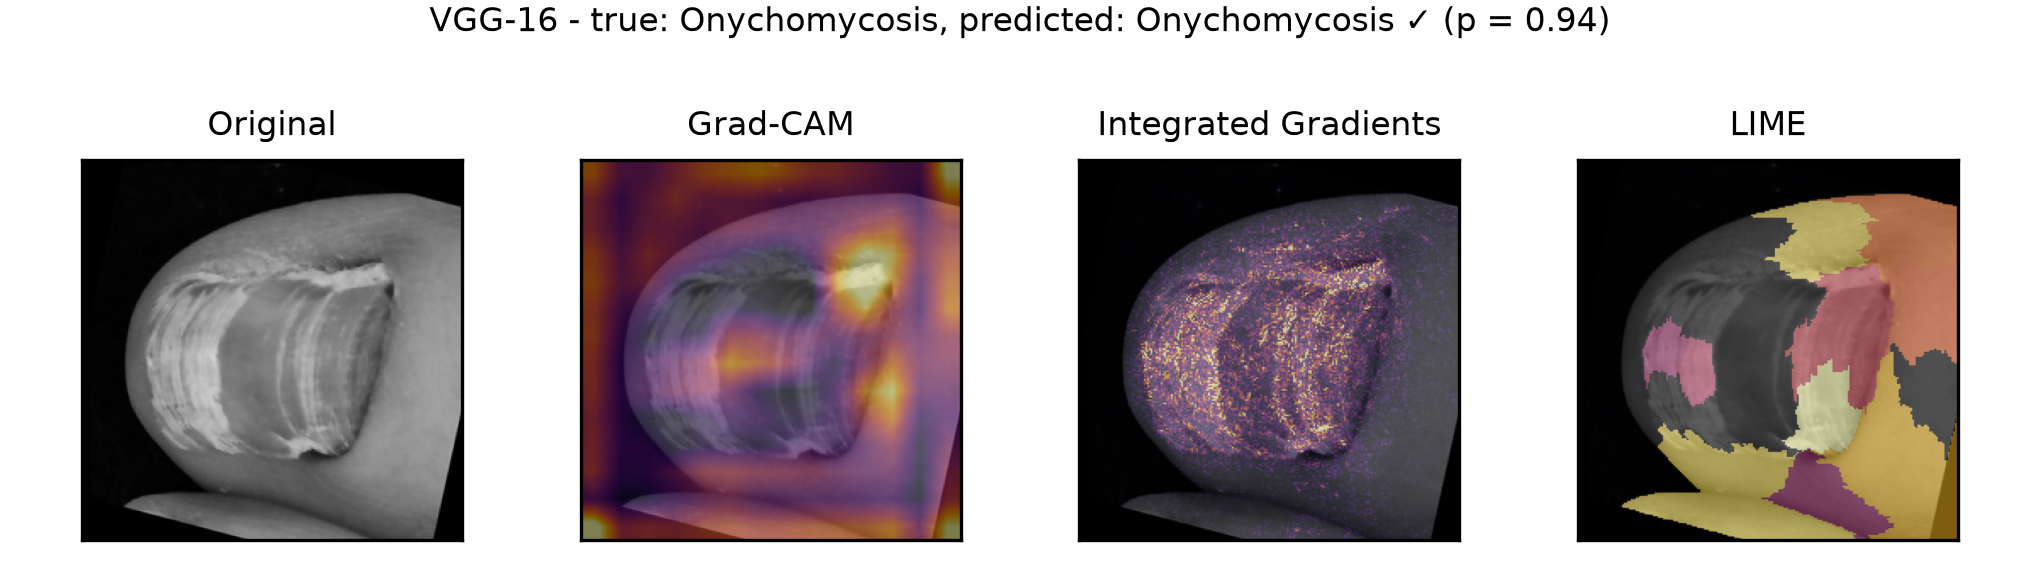 VGG-16 - true: Onychomycosis, predicted: Onychomycosis ✓ (p = 0.94)
Original
Grad-CAM
Integrated Gradients
LIME